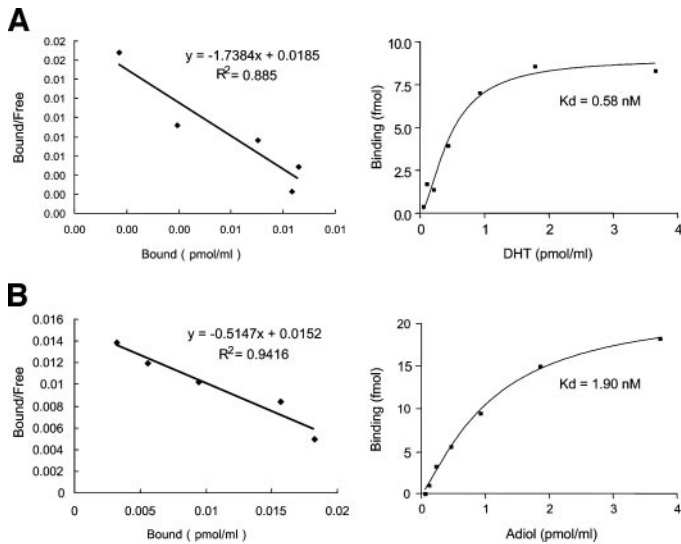 A
0.02
0.02
0.01
0.01
0.01
0.01
0.01
0.00
0.00
0.00
Bound/Free
y = -1.7384x + 0.0185
R2 = 0.885
0.00 0.00 0.00 0.01 0.01 0.01
Bound ( pmol/ml )
10.0
7.5
5.0
2.5
0.0
Binding (fmol)
Kd = 0.58 nM
0 1 2 3 4
DHT (pmol/ml)
B
0.016
0.014
0.012
0.010
0.008
0.006
0.004
0.002
0
Bound/Free
y = -0.5147x + 0.0152
R2 = 0.9416
0 0.005 0.01 0.015 0.02
Bound ( pmol/ml )
20
15
10
5
0
Binding (fmol)
Kd = 1.90 nM
0 1 2 3 4
Adiol (pmol/ml)